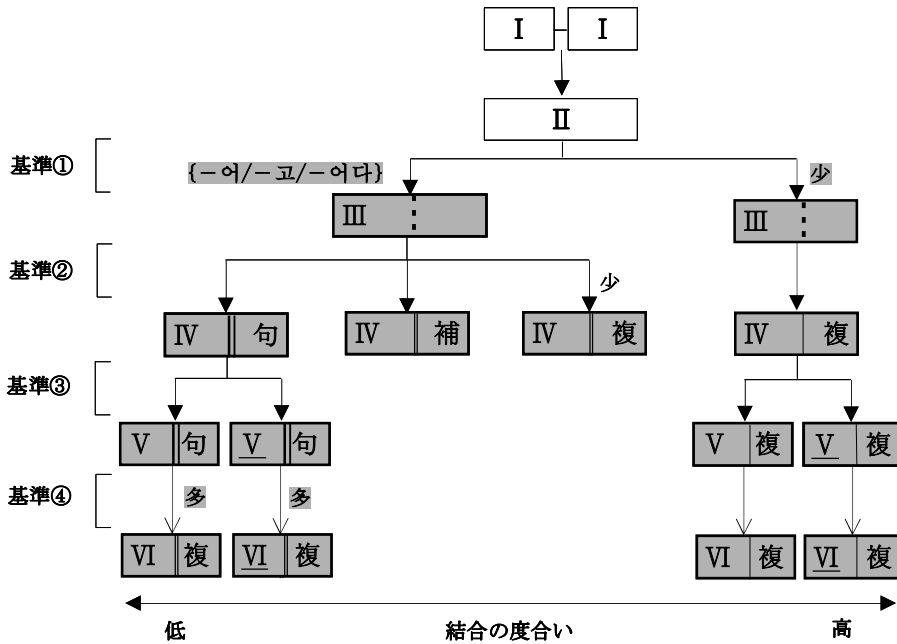 Ⅰ Ⅰ
Ⅱ
基準①
{-어/-고/-어다} 少
Ⅲ Ⅲ
基準②
少
Ⅳ 句 Ⅳ 補 Ⅳ 複 Ⅳ 複
基準③
Ⅴ 句 Ⅴ 句 Ⅴ 複 Ⅴ 複
基準④
多 多
Ⅵ 複 Ⅵ 複 Ⅵ 複 Ⅵ 複
低 結合の度合い 高